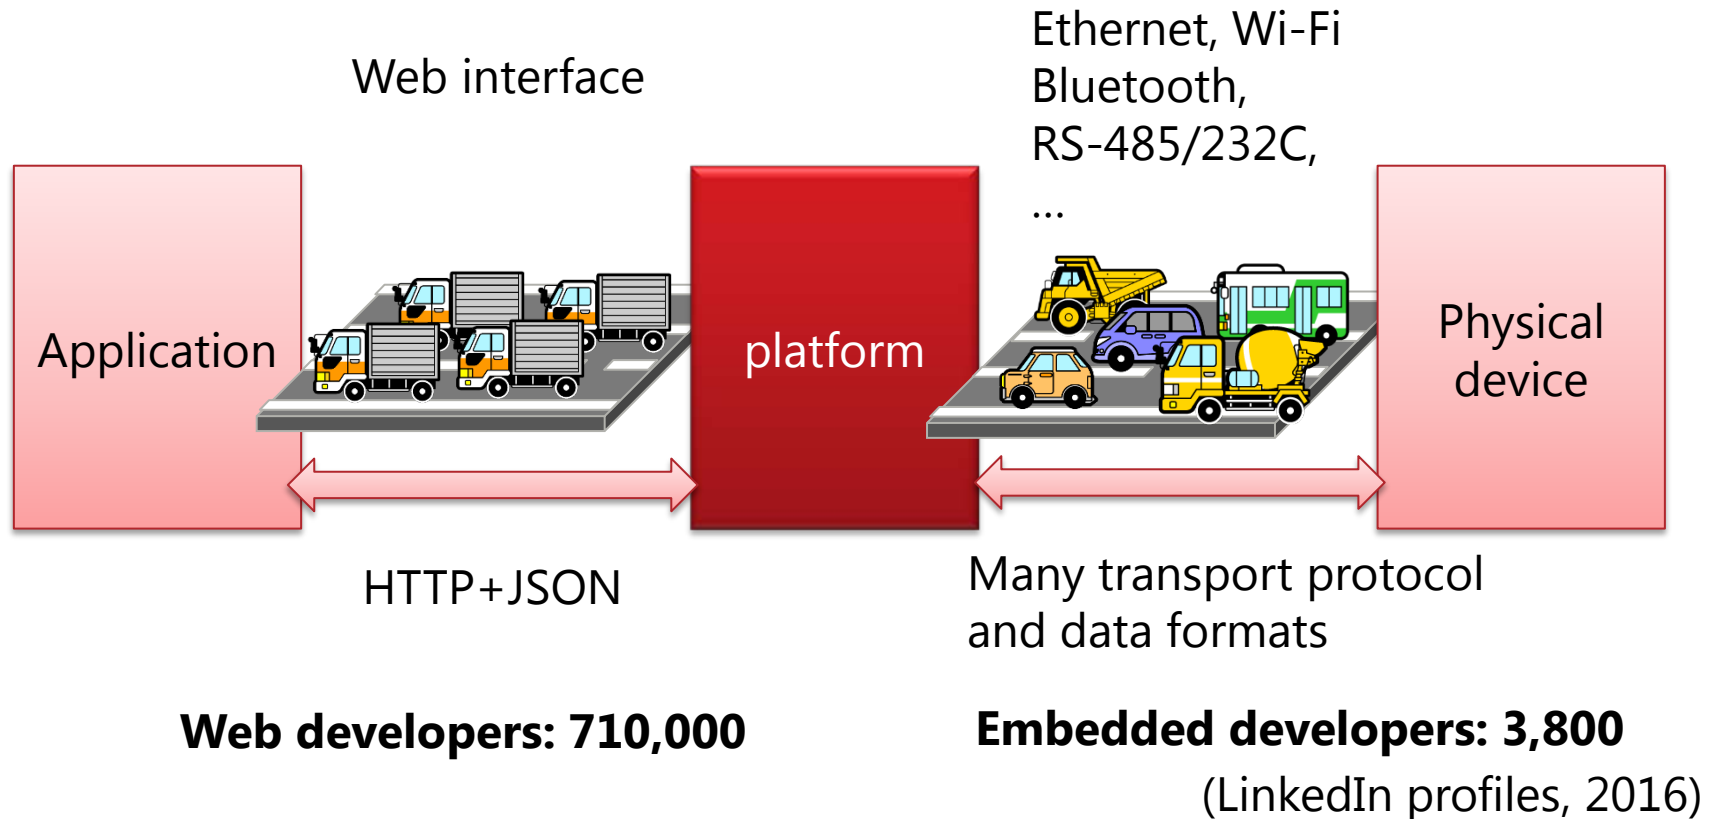 Web interface
Ethernet, Wi-Fi
Bluetooth,
RS-485/232C,
...
Application
platform
Physical
device
HTTP+JSON
Many transport protocol
and data formats
Web developers: 710,000
Embedded developers: 3,800
(LinkedIn profiles, 2016)